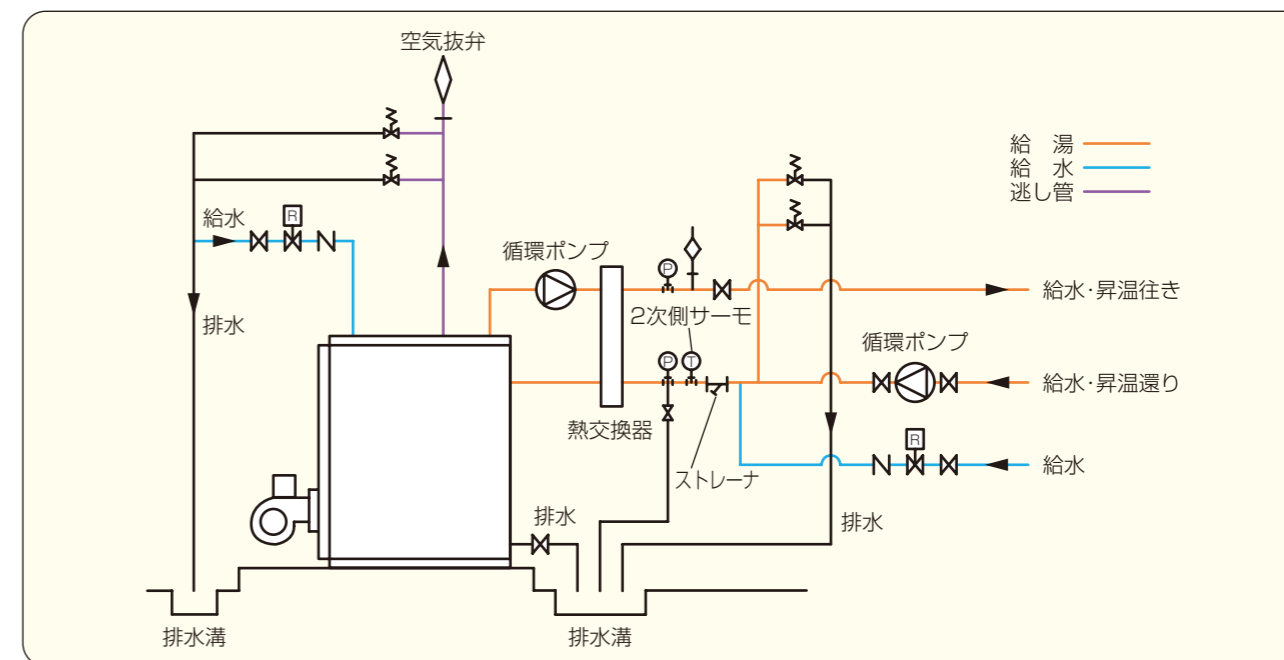 空気抜弁
給　湯
給　水
逃し管
給水
R
循環ポンプ
P
給水・昇温往き
排水
2次側サーモ
循環ポンプ
P
T
給水・昇温還り
熱交換器
R
ストレーナ
給水
排水
排水
排水溝
排水溝